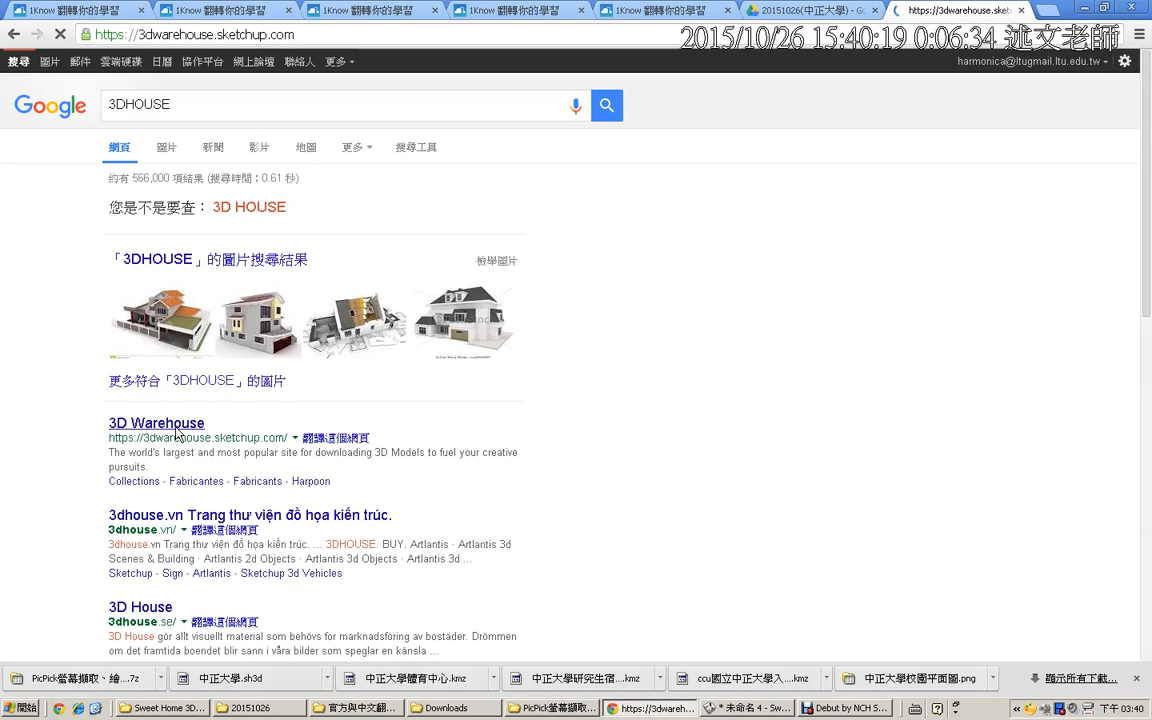 1Know 翻轉你的學習
1Know 翻轉你的學習
1Know 翻轉你的學習
1Know 翻轉你的學習
1Know 翻轉你的學習
20151026(中正大學) - Go
https://3dwarehouse.sket
https://3dwarehouse.sketchup.com
2015/10/26 15:40:19 0:06:34 述文老師
搜尋 圖片 郵件 雲端硬碟 日曆 協作平台 網上論壇 聯絡人 更多
harmonica@ltugmail.ltu.edu.tw
Google
3DHOUSE
網頁 圖片 新聞 影片 地圖 更多 搜尋工具
約有 566,000 項結果 (搜尋時間：0.61 秒)
您是不是要查： 3D HOUSE
「3DHOUSE」的圖片搜尋結果
檢舉圖片
更多符合「3DHOUSE」的圖片
3D Warehouse
https://3dwarehouse.sketchup.com/ 翻譯這個網頁
The world's largest and most popular site for downloading 3D Models to fuel your creative
pursuits.
Collections - Fabricantes - Fabricants - Harpoon
3dhouse.vn Trang thư viện đồ họa kiến trúc.
3dhouse.vn/ 翻譯這個網頁
3dhouse.vn Trang thư viện đồ họa kiến trúc. ... 3DHOUSE. BUY. Artlantis · Artlantis 3d
Scenes & Building · Artlantis 2d Objects · Artlantis 3d Objects · Artlantis 3d ...
Sketchup - Sign - Artlantis - Sketchup 3d Vehicles
3D House
3dhouse.se/ 翻譯這個網頁
3D House gör allt visuellt material som behövs for marknadsföring av bostäder. Drömmen
om det framtida boendet blir sann i våra bilder som speglar en känsla ...
PicPick螢幕擷取、繪....7z
中正大學.sh3d
中正大學體育中心.kmz
中正大學研究生宿....kmz
ccu國立中正大學入....kmz
中正大學校園平面圖.png
顯示所有下載...
開始
Sweet Home 3D...
20151026
官方與中文翻...
Downloads
PicPick螢幕擷取...
https://3dwareh...
* 未命名 4 - Sw...
Debut by NCH S...
下午 03:40